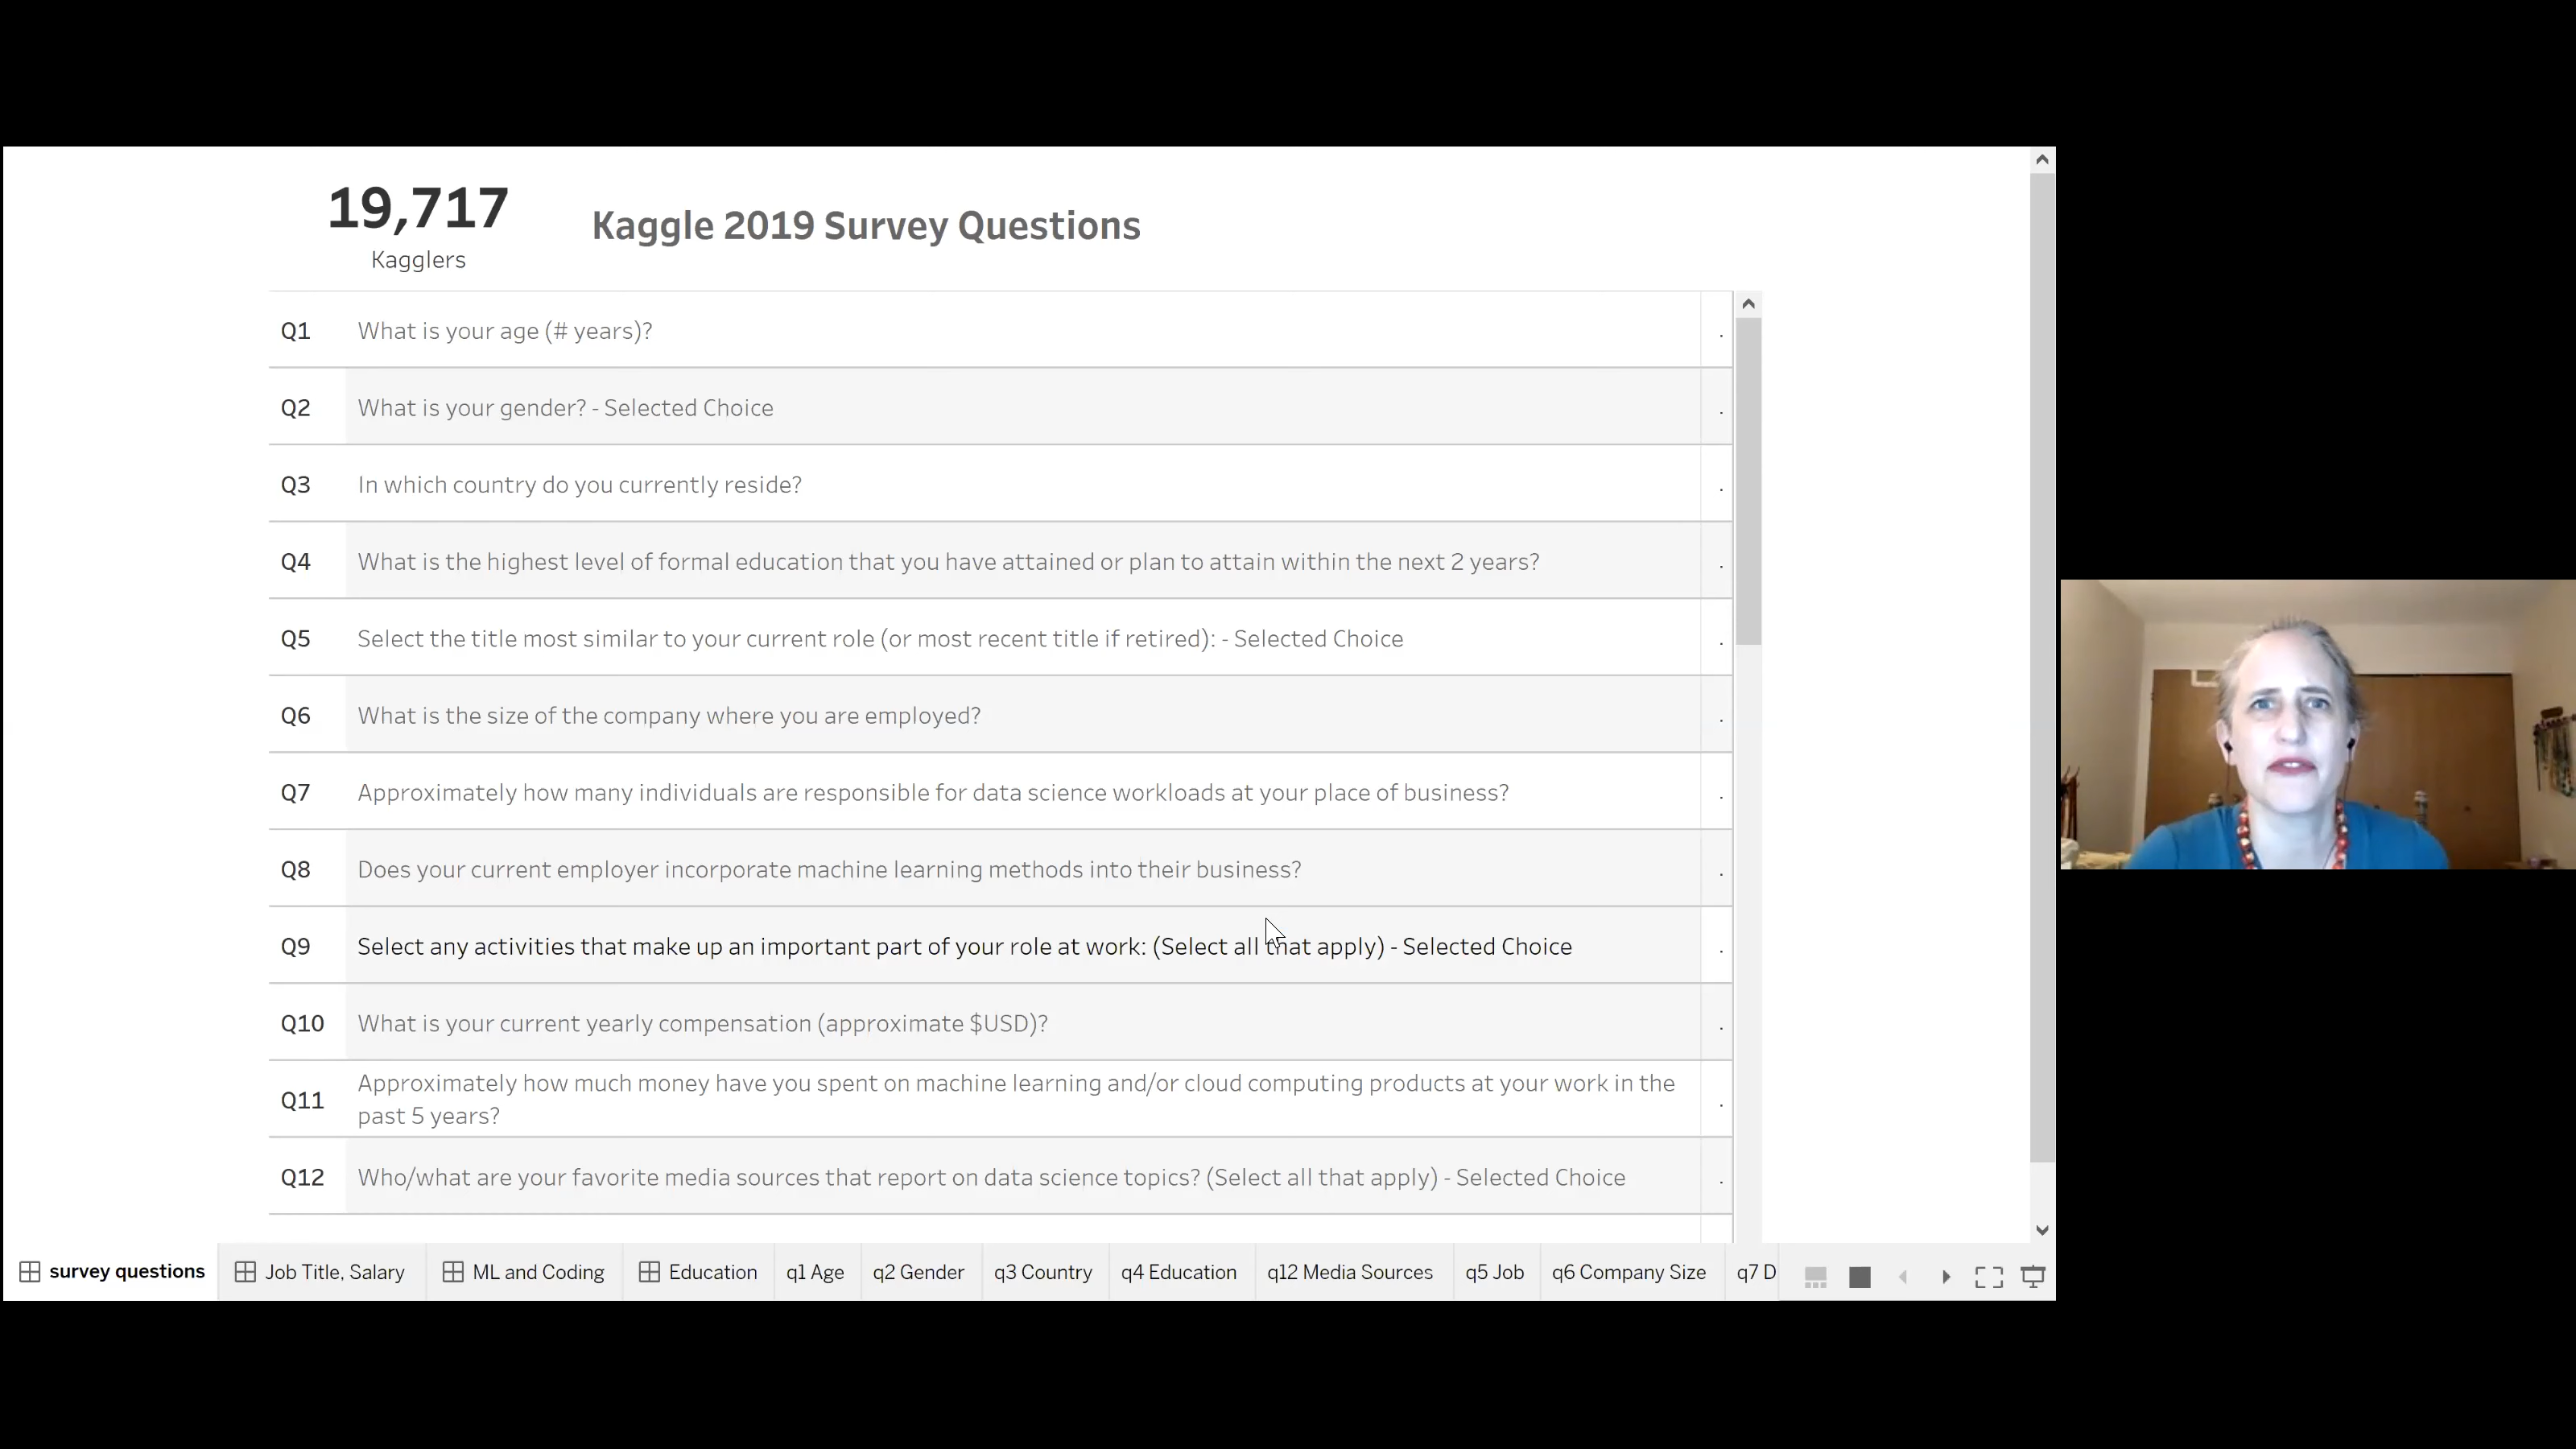 19,717
Kagglers
Kaggle 2019 Survey Questions
Q1 What is your age (# years)? .
Q2 What is your gender? - Selected Choice .
Q3 In which country do you currently reside? .
Q4 What is the highest level of formal education that you have attained or plan to attain within the next 2 years? .
Q5 Select the title most similar to your current role (or most recent title if retired): - Selected Choice .
Q6 What is the size of the company where you are employed? .
Q7 Approximately how many individuals are responsible for data science workloads at your place of business? .
Q8 Does your current employer incorporate machine learning methods into their business? .
Q9 Select any activities that make up an important part of your role at work: (Select all that apply) - Selected Choice .
Q10 What is your current yearly compensation (approximate $USD)? .
Q11 Approximately how much money have you spent on machine learning and/or cloud computing products at your work in the
past 5 years? .
Q12 Who/what are your favorite media sources that report on data science topics? (Select all that apply) - Selected Choice .
survey questions Job Title, Salary ML and Coding Education q1 Age q2 Gender q3 Country q4 Education q12 Media Sources q5 Job q6 Company Size q7 D